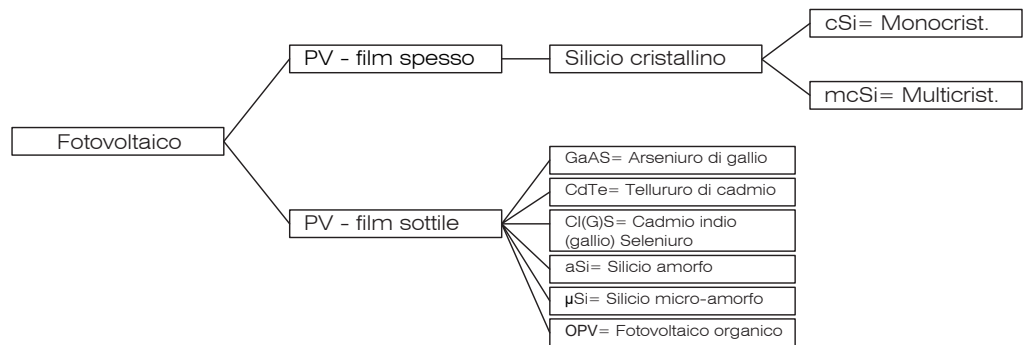 Fotovoltaico
PV - film spesso
Silicio cristallino
cSi= Monocrist.
mcSi= Multicrist.
PV - film sottile
GaAS= Arseniuro di gallio
CdTe= Tellururo di cadmio
CI(G)S= Cadmio indio
(gallio) Seleniuro
aSi= Silicio amorfo
µSi= Silicio micro-amorfo
OPV= Fotovoltaico organico